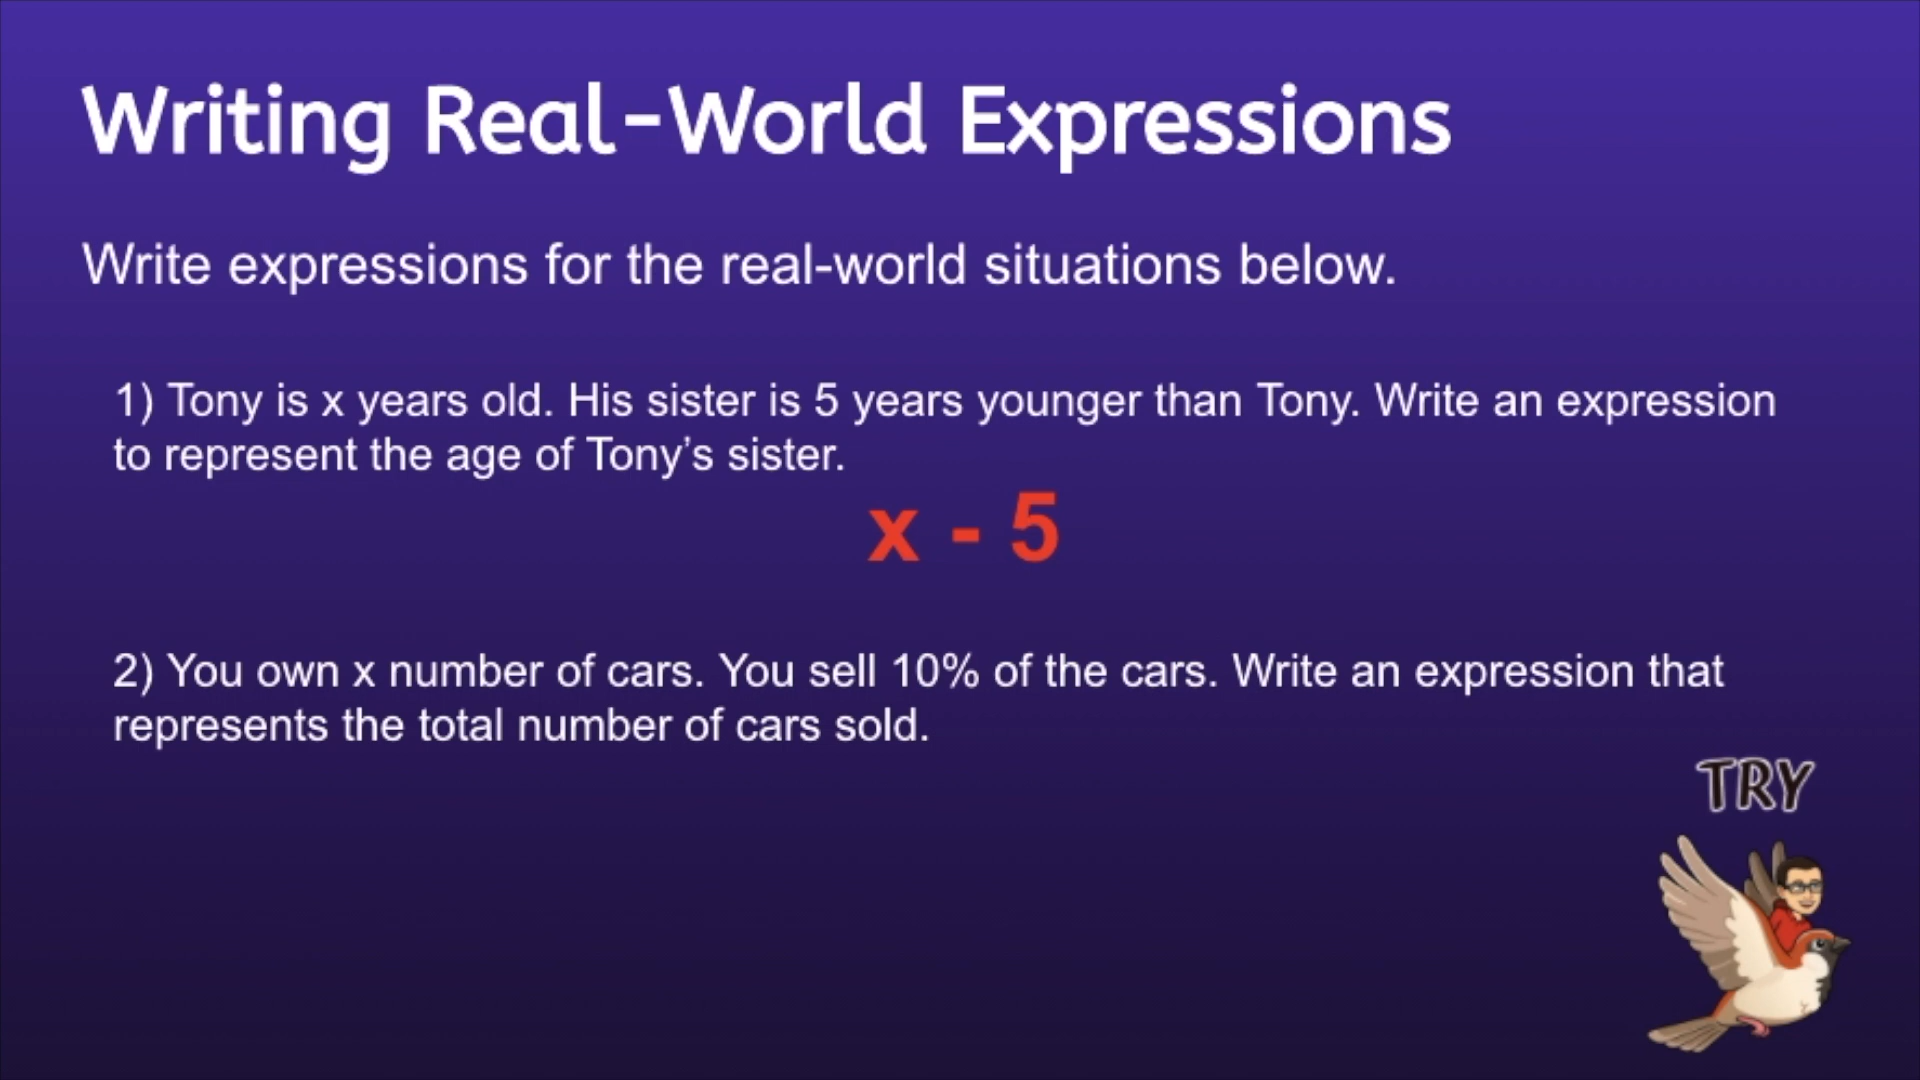 Writing Real-World Expressions
Write expressions for the real-world situations below.
1) Tony is x years old. His sister is 5 years younger than Tony. Write an expression
to represent the age of Tony’s sister.
x - 5
2) You own x number of cars. You sell 10% of the cars. Write an expression that
represents the total number of cars sold.
TRY